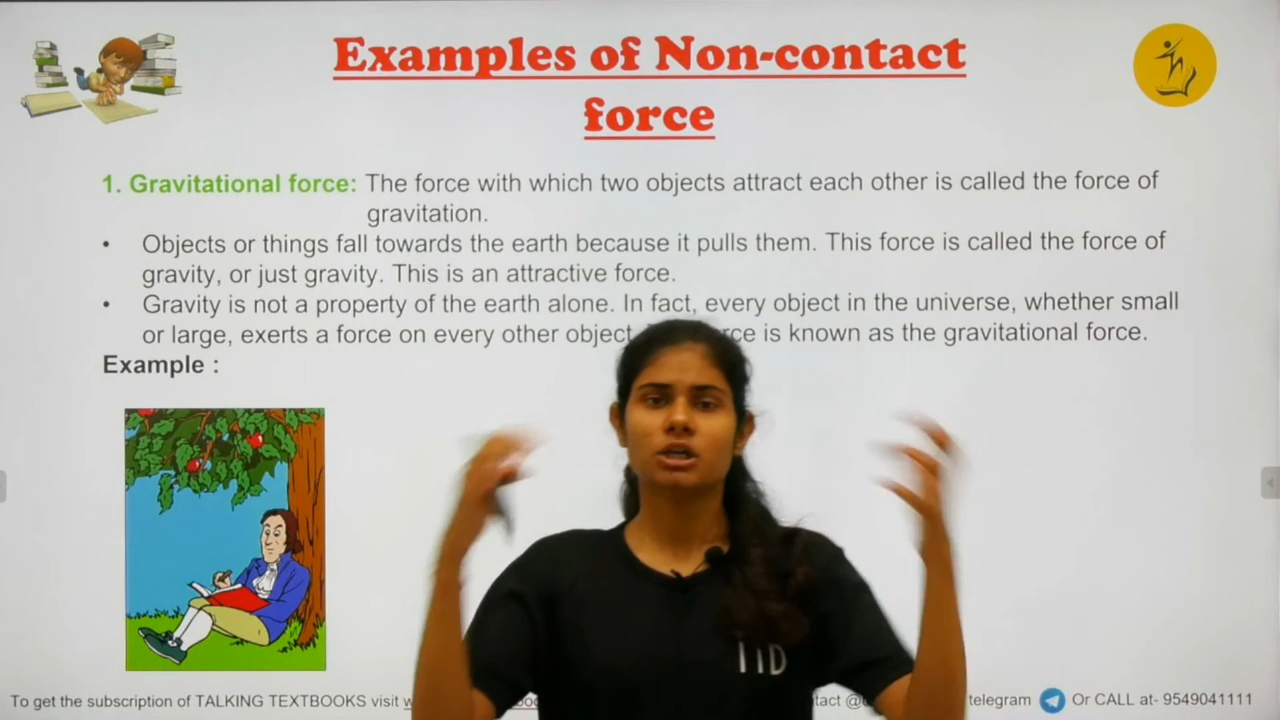 Examples of Non-contact
force
1. Gravitational force: The force with which two objects attract each other is called the force of
gravitation.
• Objects or things fall towards the earth because it pulls them. This force is called the force of
gravity, or just gravity. This is an attractive force.
• Gravity is not a property of the earth alone. In fact, every object in the universe, whether small
or large, exerts a force on every other object is known as the gravitational force.
Example :
To get the subscription of TALKING TEXTBOOKS visit telegram Or CALL at- 9549041111